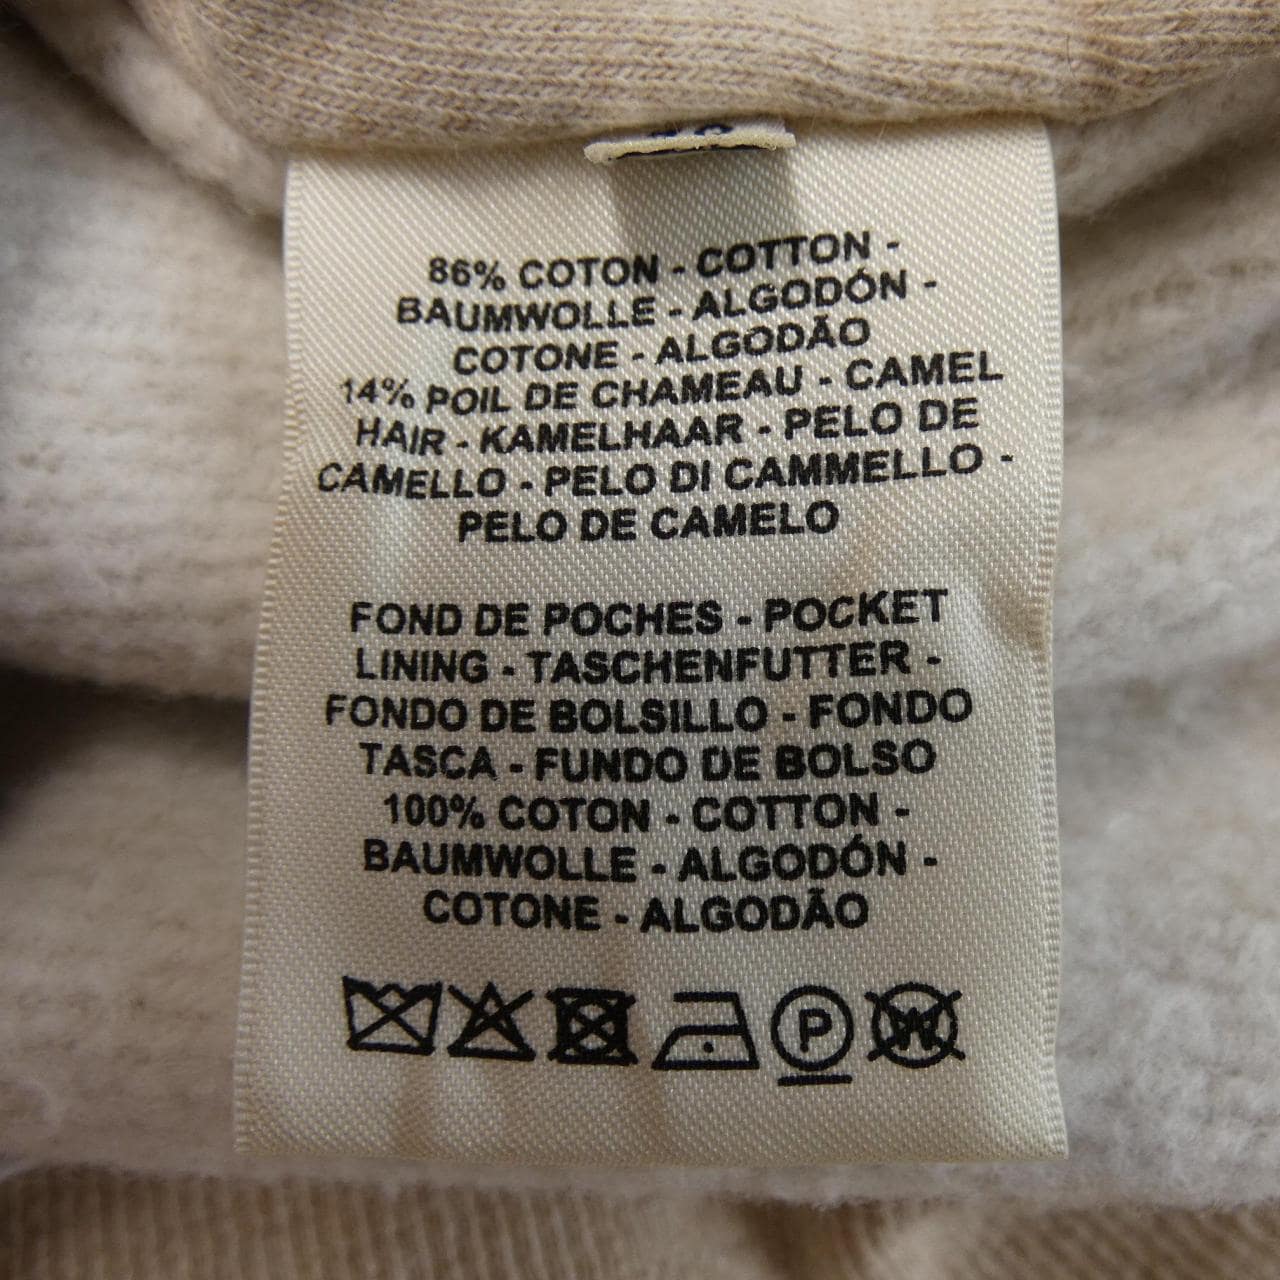 86% COTON - COTTON -
BAUMWOLLE - ALGODÓN -
COTONE - ALGODÃO
14% POIL DE CHAMEAU - CAMEL
HAIR - KAMELHAAR - PELO DE
CAMELLO - PELO DI CAMMELLO -
PELO DE CAMELO
FOND DE POCHES - POCKET
LINING - TASCHENFUTTER -
FONDO DE BOLSILLO - FONDO
TASCA - FUNDO DE BOLSO
100% COTON - COTTON -
BAUMWOLLE - ALGODÓN -
COTONE - ALGODÃO
P W